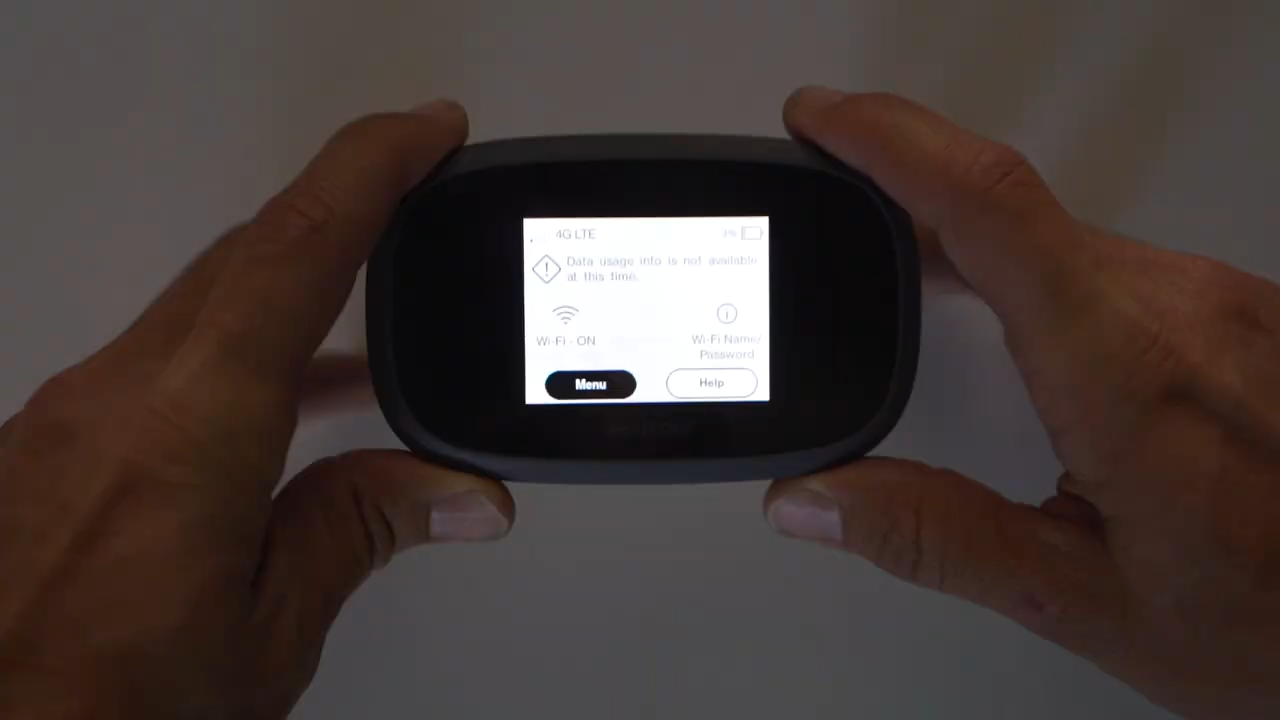 4G LTE
Data usage info is not available
at this time.
Wi-Fi - ON
Wi-Fi Name/
Password
Menu
Help